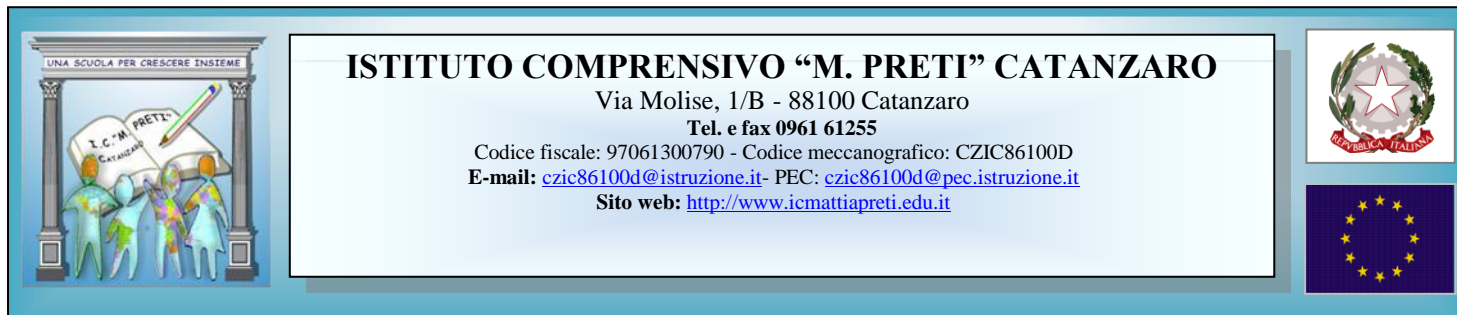 UNA SCUOLA PER CRESCERE INSIEME
I.C. "M. PRETI"
CATANZARO
ISTITUTO COMPRENSIVO “M. PRETI” CATANZARO
Via Molise, 1/B - 88100 Catanzaro
Tel. e fax 0961 61255
Codice fiscale: 97061300790 - Codice meccanografico: CZIC86100D
E-mail: czic86100d@istruzione.it- PEC: czic86100d@pec.istruzione.it
Sito web: http://www.icmattiapreti.edu.it
REPVBBLICA ITALIANA